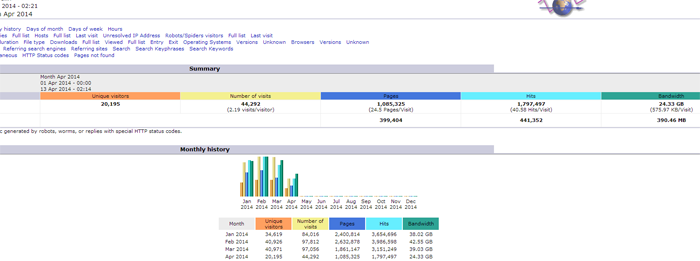 2014 - 02:21
Apr 2014
history Days of month Days of week Hours
Full list Hosts Full list Last visit Unresolved IP Address Robots/Spiders visitors Full list Last visit
duration File type Downloads Full list Viewed Full list Entry Exit Operating Systems Versions Unknown Browsers Versions Unknown
Referring search engines Referring sites Search Search Keyphrases Search Keywords
HTTP Status codes Pages not found
Summary
Month Apr 2014
01 Apr 2014 - 00:00
13 Apr 2014 - 02:14
Unique visitors Number of visits Pages Hits Bandwidth
20,195 44,292 1,085,325 1,797,497 24.33 GB
(2.19 visits/visitor) (24.5 Pages/Visit) (40.58 Hits/Visit) (575.97 KB/Visit)
399,404 441,352 390.46 MB
generated by robots, worms, or replies with special HTTP status codes.
Monthly history
Jan Feb Mar Apr May Jun Jul Aug Sep Oct Nov Dec
2014 2014 2014 2014 2014 2014 2014 2014 2014 2014 2014 2014
Month Unique visitors Number of visits Pages Hits Bandwidth
Jan 2014 34,619 84,016 2,400,814 3,654,696 38.02 GB
Feb 2014 40,926 97,812 2,632,878 3,986,598 42.55 GB
Mar 2014 40,971 97,056 1,861,147 3,151,249 39.03 GB
Apr 2014 20,195 44,292 1,085,325 1,797,497 24.33 GB